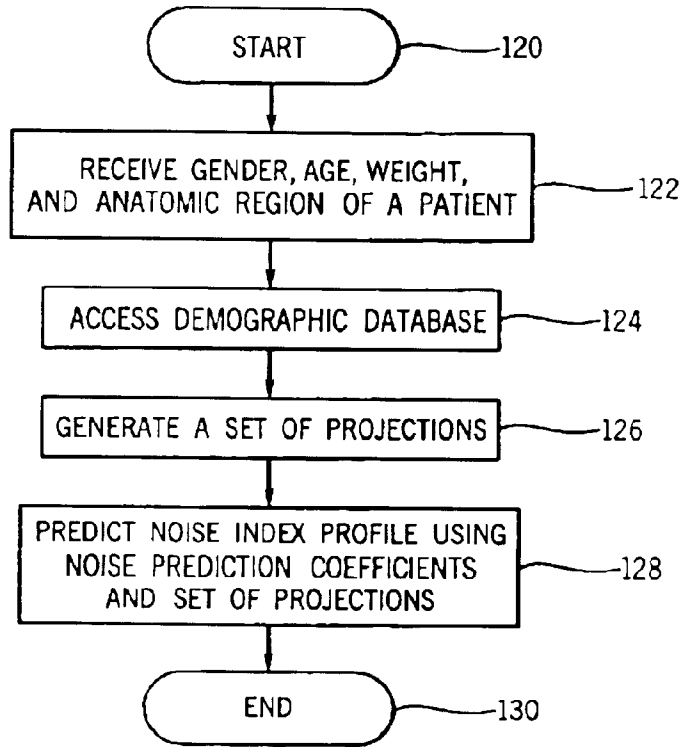 START
120
RECEIVE GENDER, AGE, WEIGHT,
AND ANATOMIC REGION OF A PATIENT
122
ACCESS DEMOGRAPHIC DATABASE
124
GENERATE A SET OF PROJECTIONS
126
PREDICT NOISE INDEX PROFILE USING
NOISE PREDICTION COEFFICIENTS
AND SET OF PROJECTIONS
128
END
130